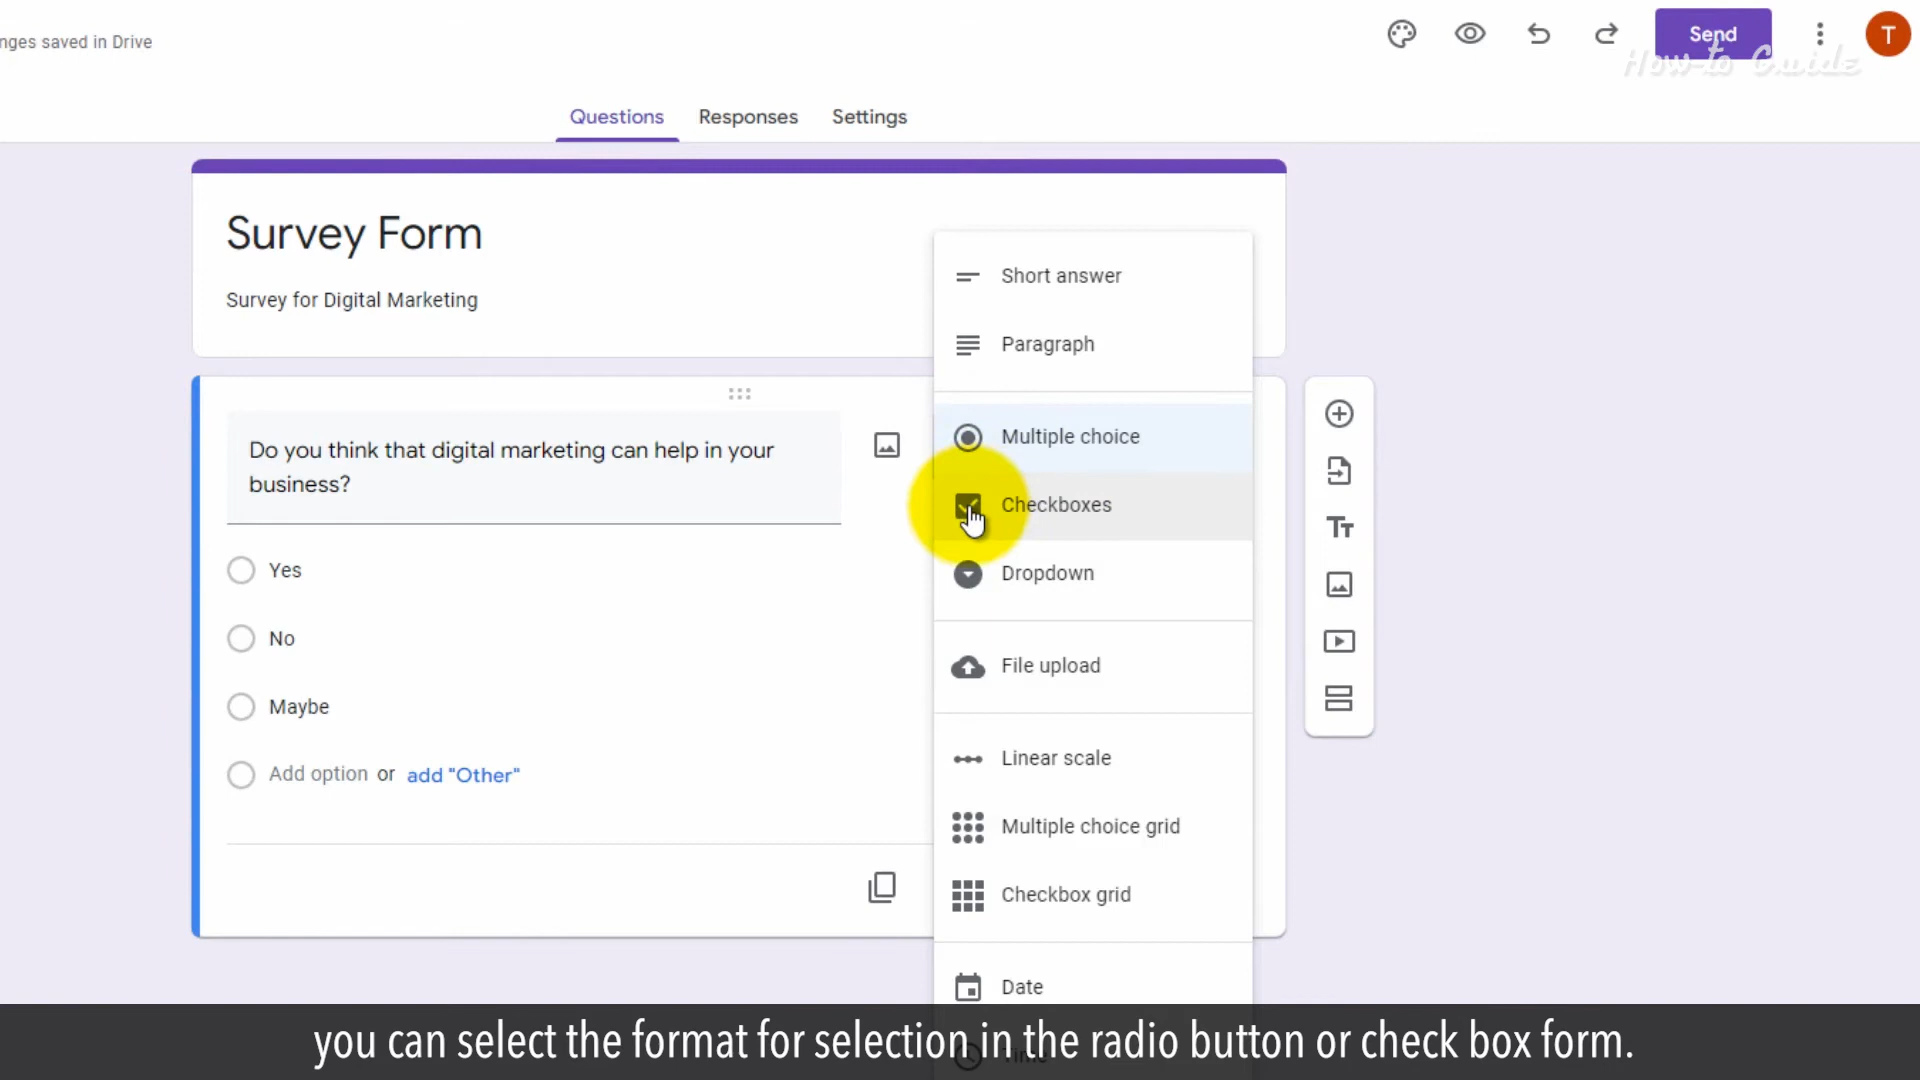 nges saved in Drive
Send
T
How-to Guide
Questions
Responses
Settings
Survey Form
Survey for Digital Marketing
Short answer
Paragraph
Do you think that digital marketing can help in your
business?
Multiple choice
Checkboxes
Dropdown
Yes
No
Maybe
Add option or add "Other"
File upload
Linear scale
Multiple choice grid
Checkbox grid
Date
Time
you can select the format for selection in the radio button or check box form.